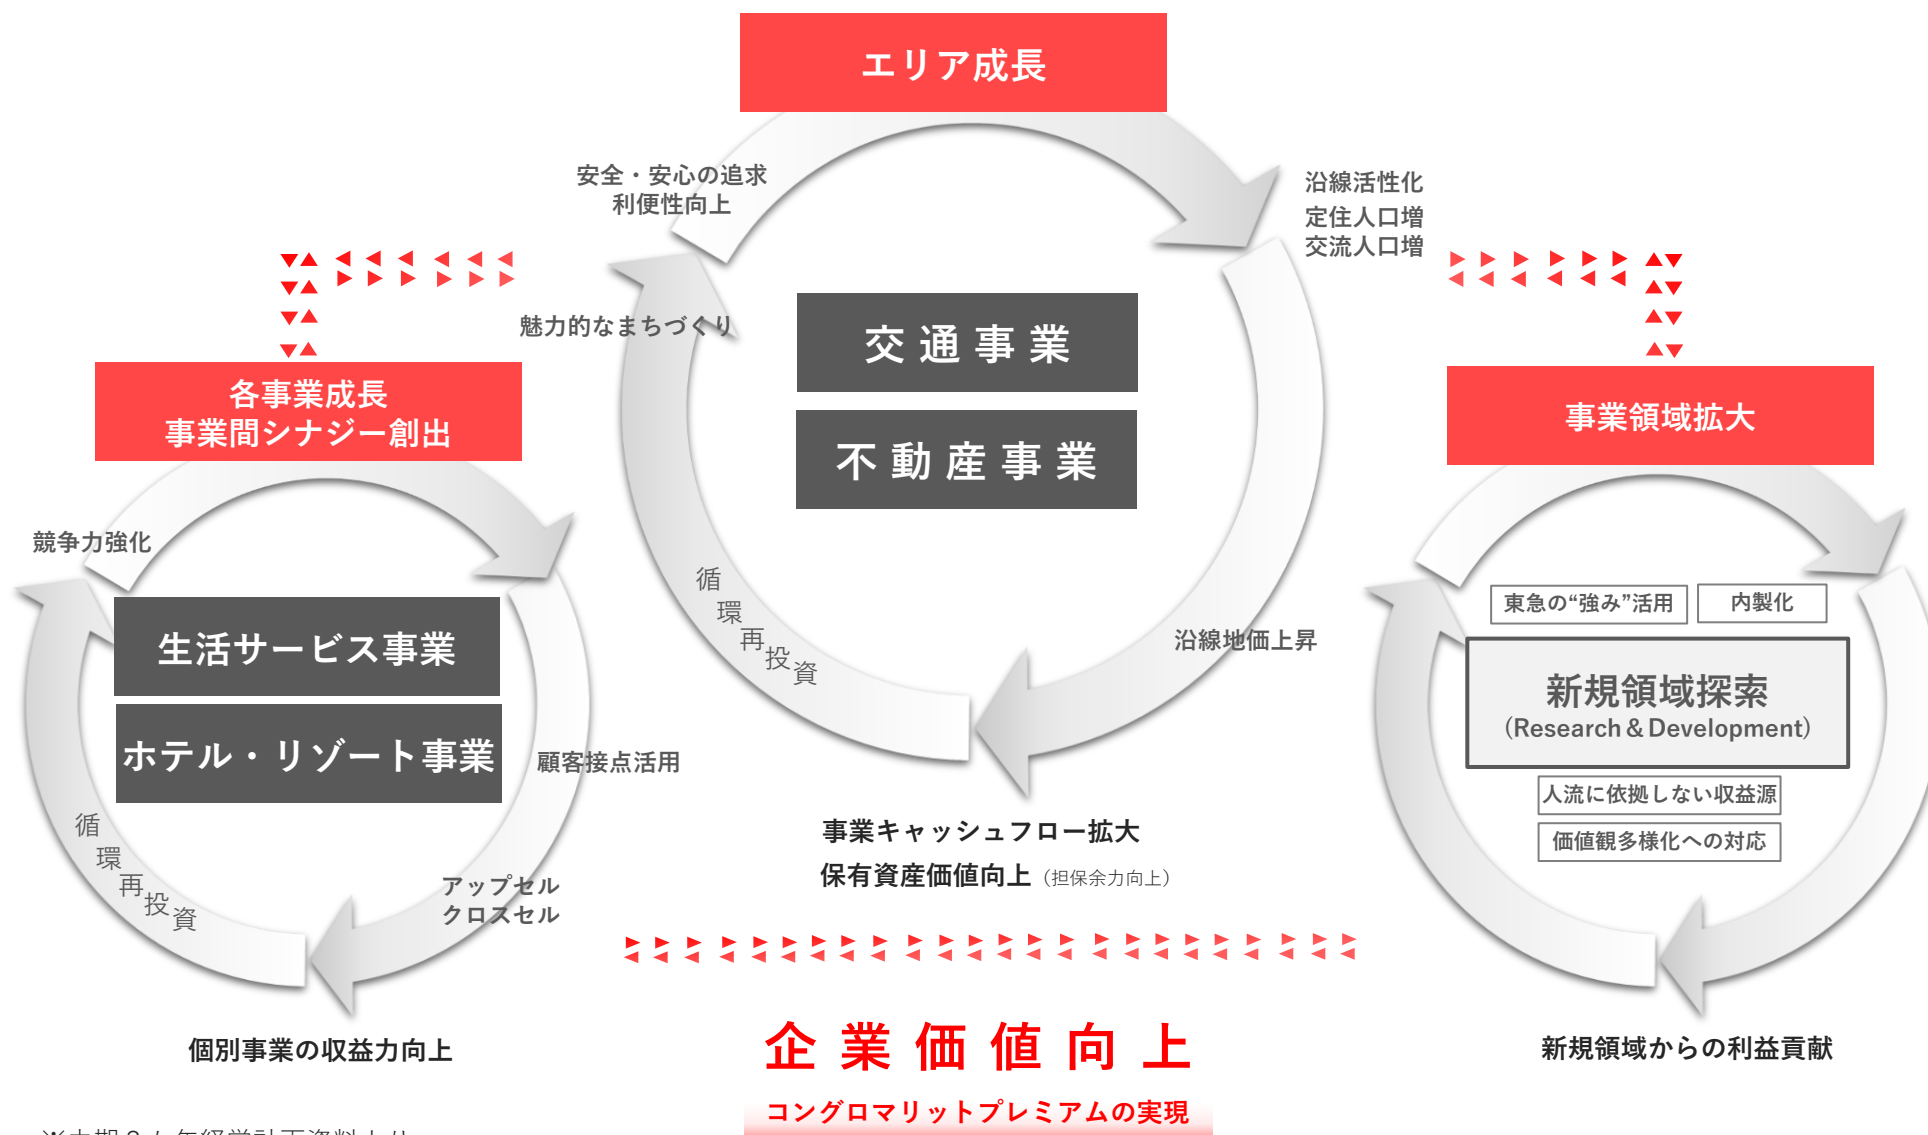 エリア成長
安全・安心の追求
利便性向上
沿線活性化
定住人口増
交流人口増
魅力的なまちづくり
交通事業
不動産事業
循環再投資
沿線地価上昇
事業キャッシュフロー拡大
保有資産価値向上（担保余力向上）
各事業成長
事業間シナジー創出
競争力強化
生活サービス事業
ホテル・リゾート事業
顧客接点活用
循環再投資
アップセル
クロスセル
個別事業の収益力向上
事業領域拡大
東急の“強み”活用
内製化
新規領域探索
（Research & Development）
人流に依拠しない収益源
価値観多様化への対応
新規領域からの利益貢献
企業価値向上
コングロマリットプレミアムの実現